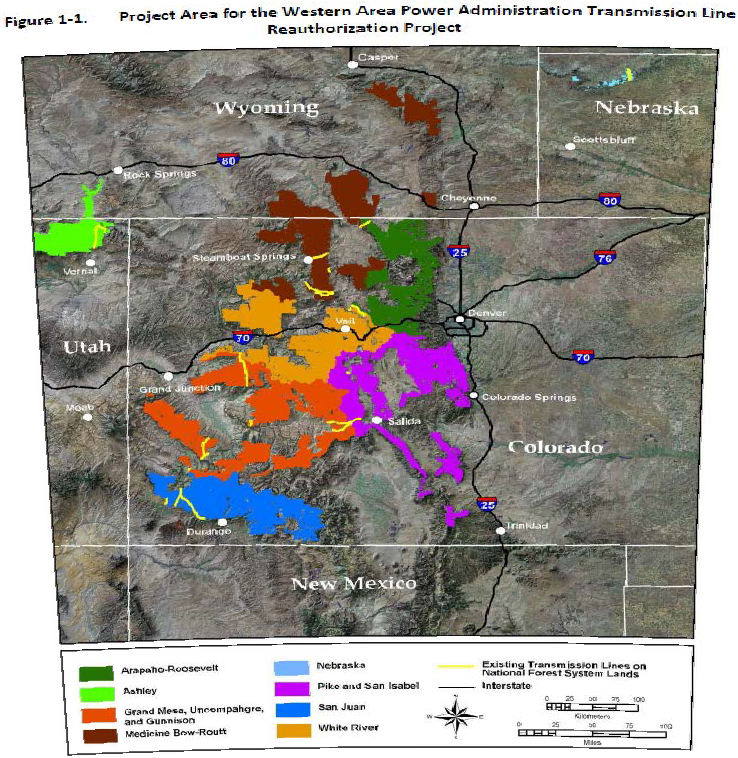 Figure 1-1. Project Area for the Western Area Power Administration Transmission Line
Reauthorization Project
Casper
Wyoming
Nebraska
Scottsbluff
80
Rock Springs
Cheyenne
80
Steamboat Springs
25
76
Vernal
Denver
Vail
Utah
70
70
Grand Junction
Colorado Springs
Moab
Salida
Colorado
25
Durango
Trinidad
New Mexico
Arapaho-Roosevelt
Ashley
Grand Mesa, Uncompahgre,
and Gunnison
Medicine Bow-Routt
Nebraska
Pike and San Isabel
San Juan
White River
Existing Transmission Lines on
National Forest System Lands
Interstate
N
W
E
S
0 25 50 75 100
Kilometers
0 25 50 75 100
Miles